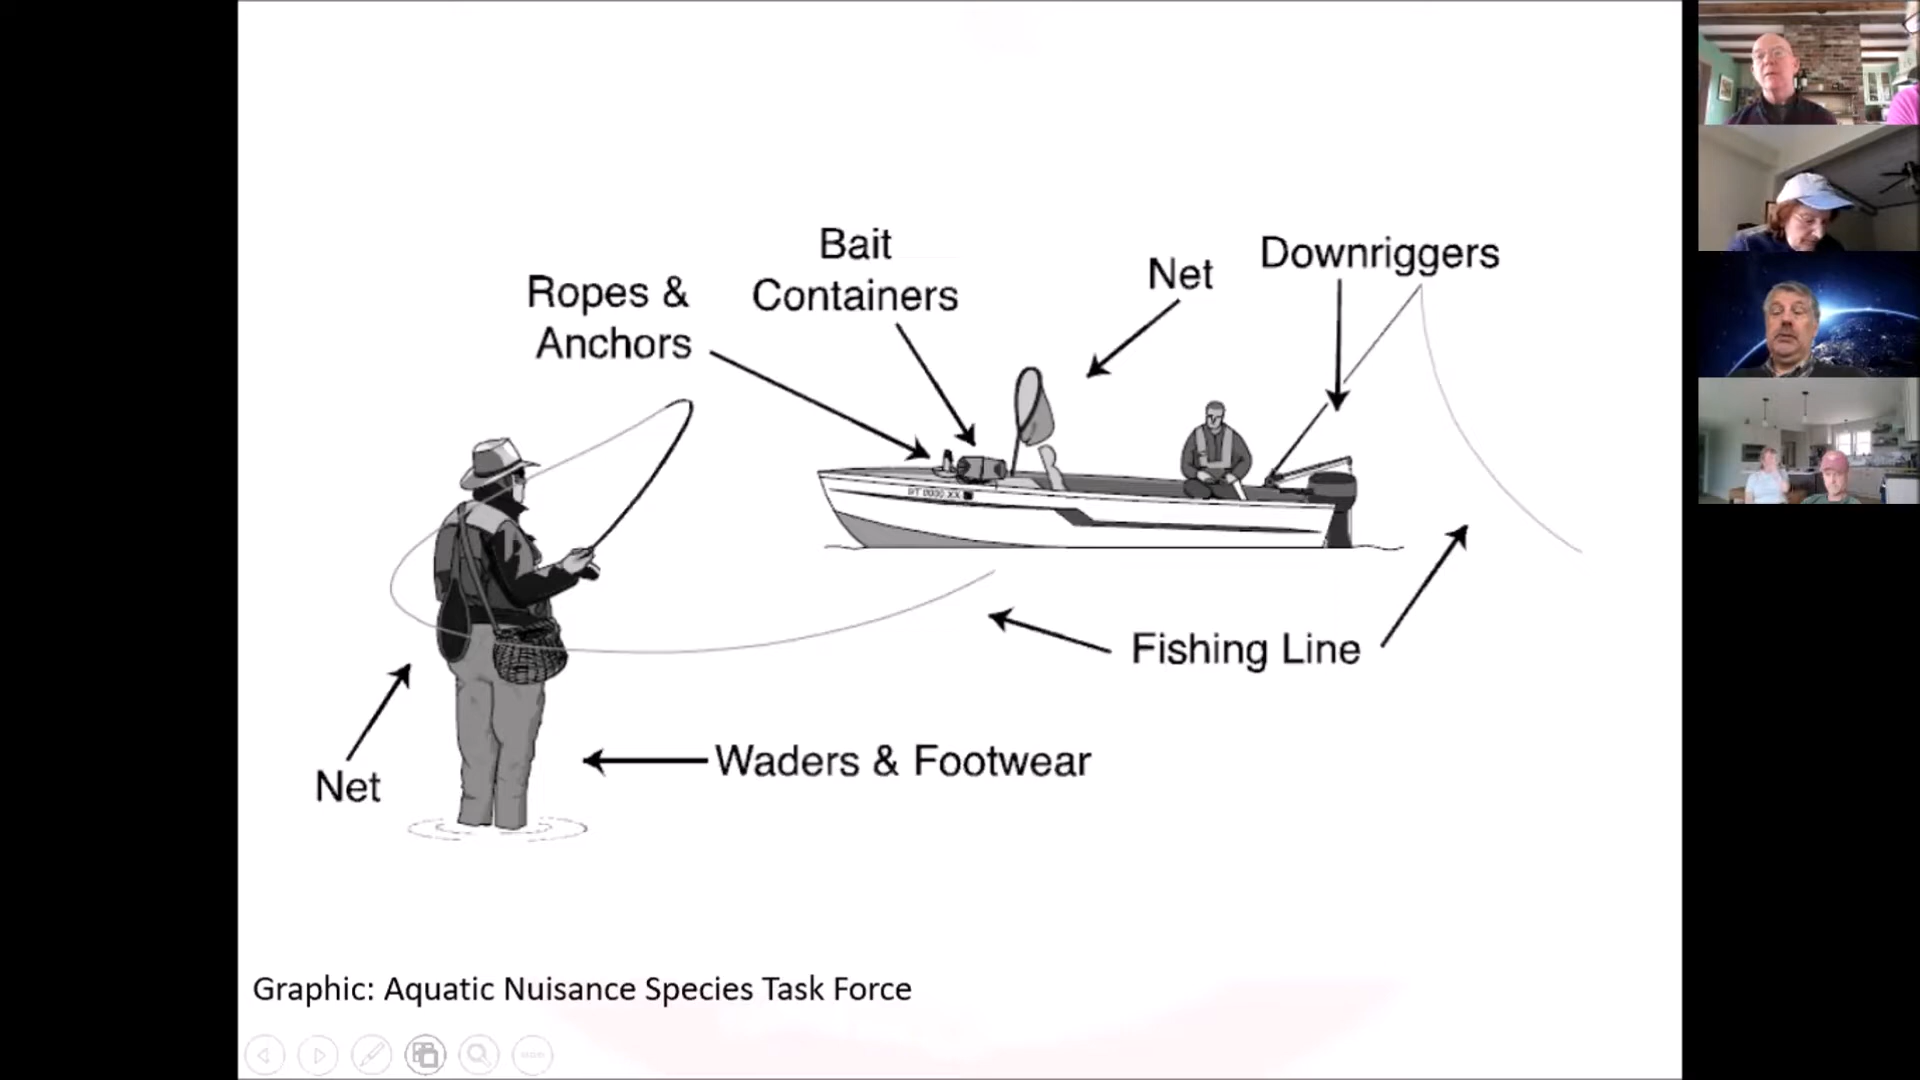 Bait
Containers
Ropes &
Anchors
Net
Downriggers
Fishing Line
Waders & Footwear
Net
Graphic: Aquatic Nuisance Species Task Force